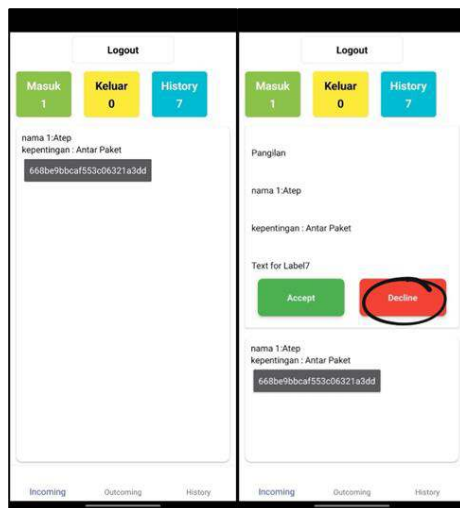 Logout
Masuk
1
Keluar
0
History
7
nama 1:Atep
kepentingan : Antar Paket
668be9bbcaf553c06321a3dd
Incoming
Outcoming
History
Logout
Masuk
1
Keluar
0
History
7
Pangilan
nama 1:Atep
kepentingan : Antar Paket
Text for Label7
Accept
Decline
nama 1:Atep
kepentingan : Antar Paket
668be9bbcaf553c06321a3dd
Incoming
Outcoming
History